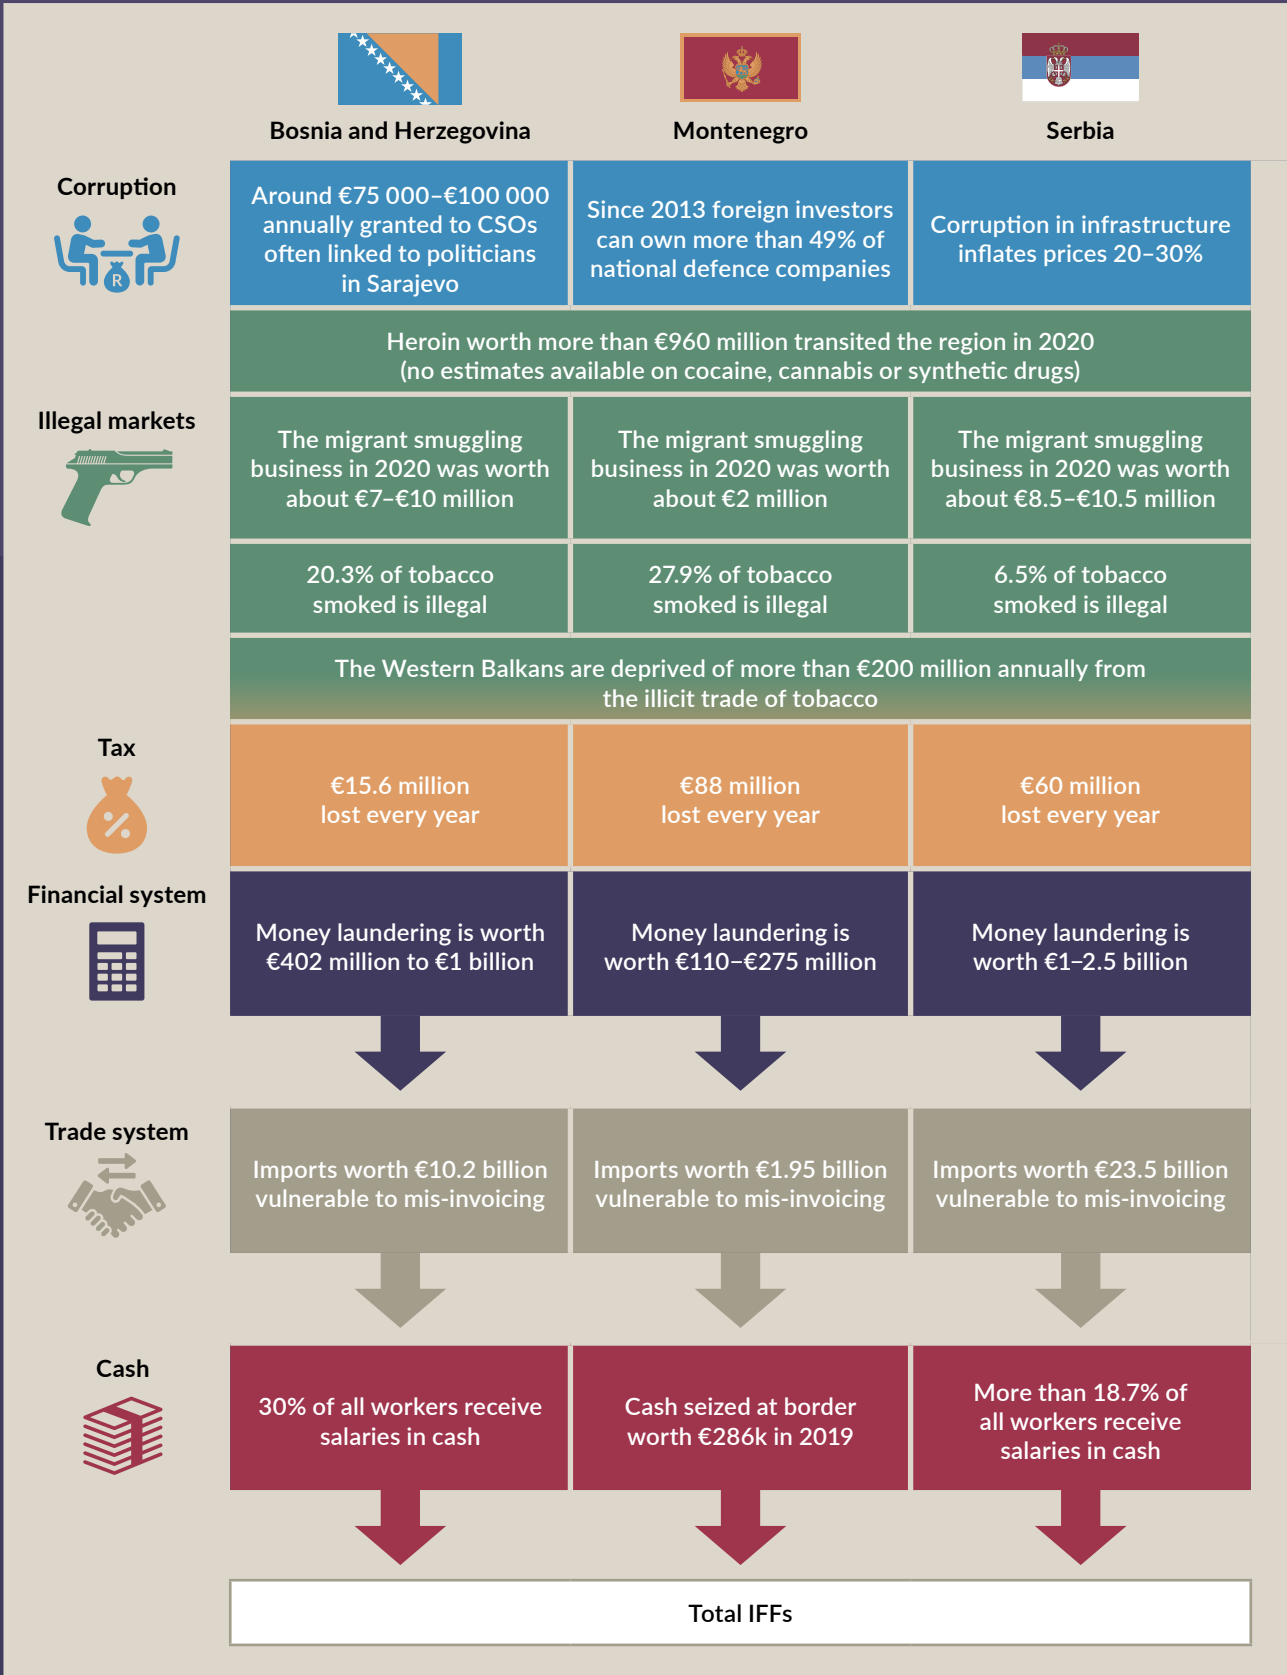 Bosnia and Herzegovina
Montenegro
Serbia
Corruption
R
Around €75 000–€100 000
annually granted to CSOs
often linked to politicians
in Sarajevo
Since 2013 foreign investors
can own more than 49% of
national defence companies
Corruption in infrastructure
inflates prices 20–30%
Heroin worth more than €960 million transited the region in 2020
(no estimates available on cocaine, cannabis or synthetic drugs)
Illegal markets
The migrant smuggling
business in 2020 was worth
about €7–€10 million
The migrant smuggling
business in 2020 was worth
about €2 million
The migrant smuggling
business in 2020 was worth
about €8.5–€10.5 million
20.3% of tobacco
smoked is illegal
27.9% of tobacco
smoked is illegal
6.5% of tobacco
smoked is illegal
The Western Balkans are deprived of more than €200 million annually from
the illicit trade of tobacco
Tax
%
€15.6 million
lost every year
€88 million
lost every year
€60 million
lost every year
Financial system
Money laundering is worth
€402 million to €1 billion
Money laundering is
worth €110–€275 million
Money laundering is
worth €1–2.5 billion
Trade system
Imports worth €10.2 billion
vulnerable to mis-invoicing
Imports worth €1.95 billion
vulnerable to mis-invoicing
Imports worth €23.5 billion
vulnerable to mis-invoicing
Cash
30% of all workers receive
salaries in cash
Cash seized at border
worth €286k in 2019
More than 18.7% of
all workers receive
salaries in cash
Total IFFs